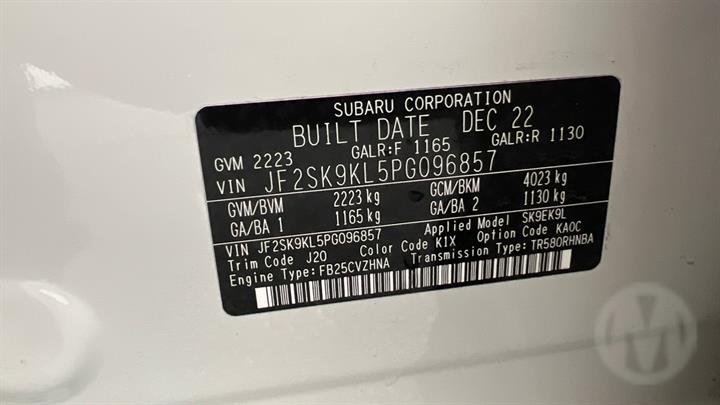 SUBARU CORPORATION
BUILT DATE DEC 22
GVM 2223 GALR:F 1165 GALR:R 1130
VIN JF2SK9KL5PG096857
GVM/BVM 2223 kg GCM/BKM 4023 kg
GA/BA 1 1165 kg GA/BA 2 1130 kg
VIN JF2SK9KL5PG096857 Applied Model SK9EK9L
Trim Code J20 Color Code K1X Option Code KAOC
Engine Type:FB25CVZHNA Transmission Type:TR580RHNBA
M